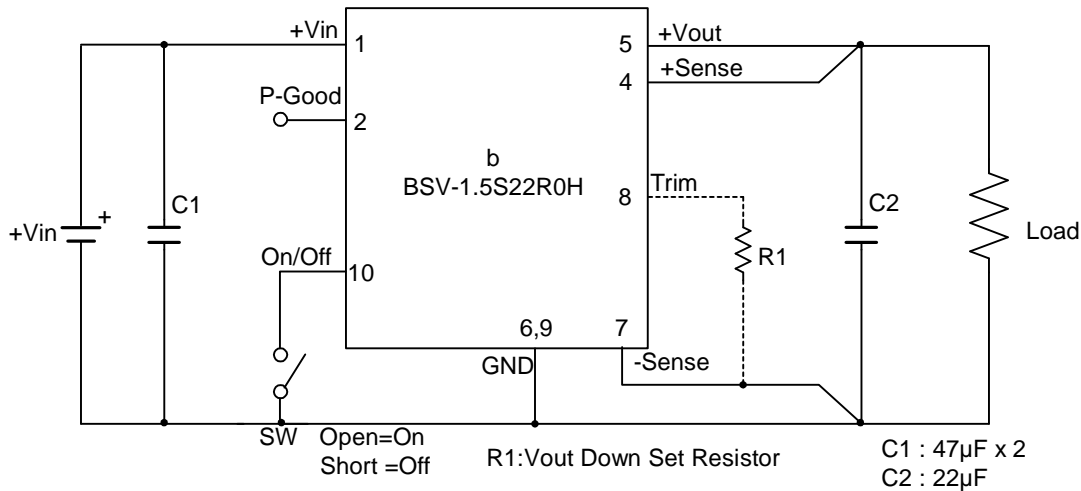 +Vin
1
5
+Vout
4
+Sense
P-Good
2
b
BSV-1.5S22R0H
8
Trim
C1
C2
+
+Vin
Load
R1
On/Off
10
6,9
7
GND
-Sense
SW
Open=On
Short =Off
R1:Vout Down Set Resistor
C1 : 47µF x 2
C2 : 22µF